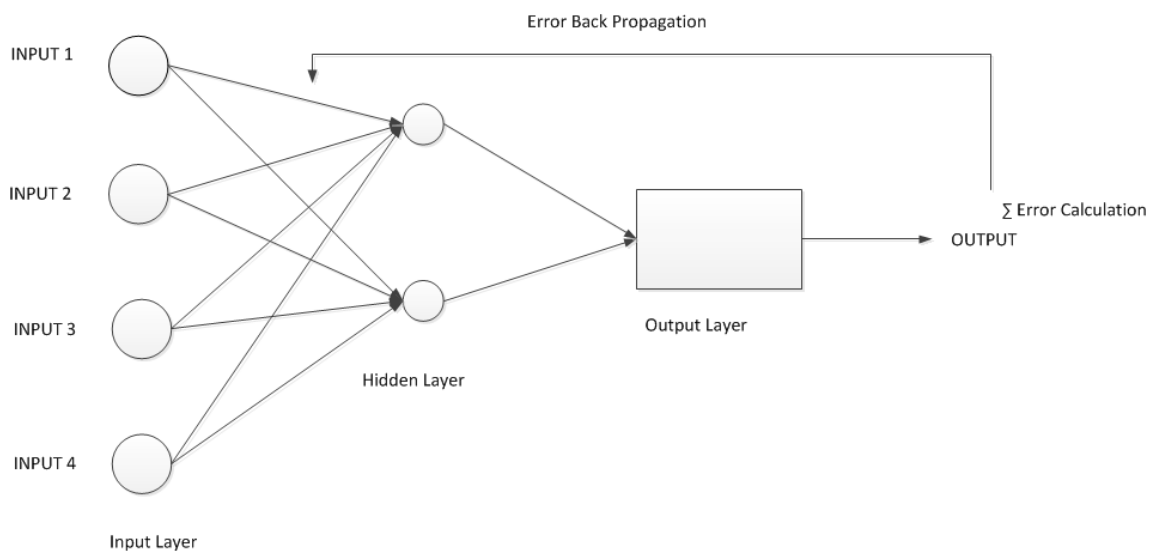 Error Back Propagation
INPUT 1
INPUT 2
∑ Error Calculation
OUTPUT
INPUT 3
Output Layer
Hidden Layer
INPUT 4
Input Layer